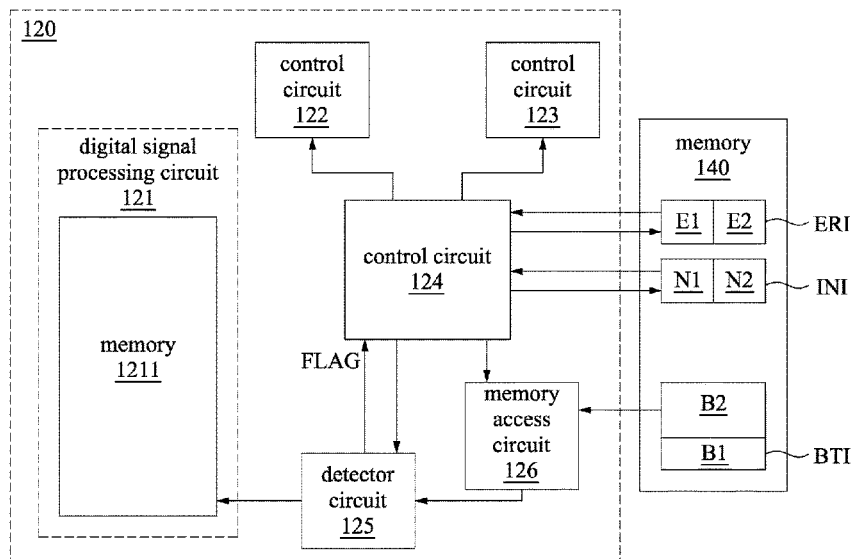 120
control
circuit
122
control
circuit
123
digital signal
processing circuit
121
memory
1211
control circuit
124
FLAG
detector
circuit
125
memory
access
circuit
126
memory
140
E1 E2
ERI
N1 N2
INI
B2
B1
BTI